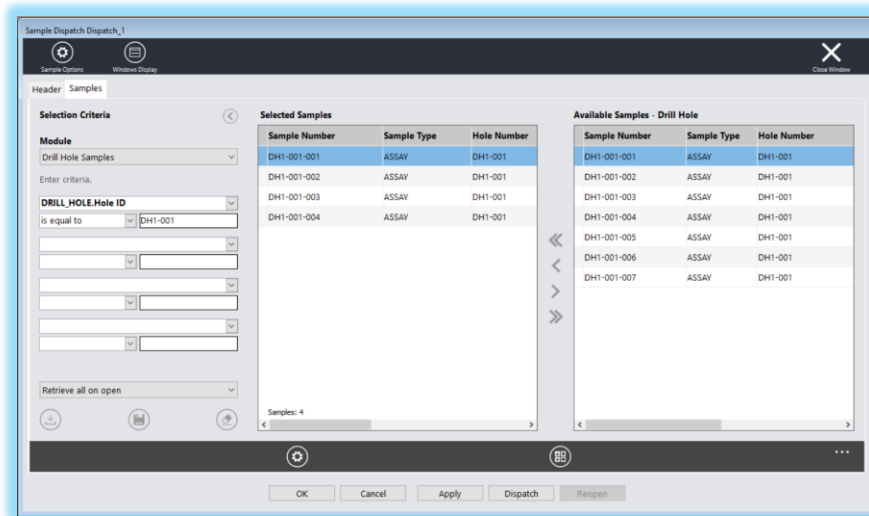 Sample Dispatch Dispatch_1
Sample Options Windows Display Close Window
Header Samples
Selection Criteria
Module
Drill Hole Samples
Enter criteria.
DRILL_HOLE.Hole ID
is equal to DH1-001
Retrieve all on open
Selected Samples
Sample Number Sample Type Hole Number
DH1-001-001 ASSAY DH1-001
DH1-001-002 ASSAY DH1-001
DH1-001-003 ASSAY DH1-001
DH1-001-004 ASSAY DH1-001
Samples: 4
Available Samples - Drill Hole
Sample Number Sample Type Hole Number
DH1-001-001 ASSAY DH1-001
DH1-001-002 ASSAY DH1-001
DH1-001-003 ASSAY DH1-001
DH1-001-004 ASSAY DH1-001
DH1-001-005 ASSAY DH1-001
DH1-001-006 ASSAY DH1-001
DH1-001-007 ASSAY DH1-001
OK Cancel Apply Dispatch Reopen